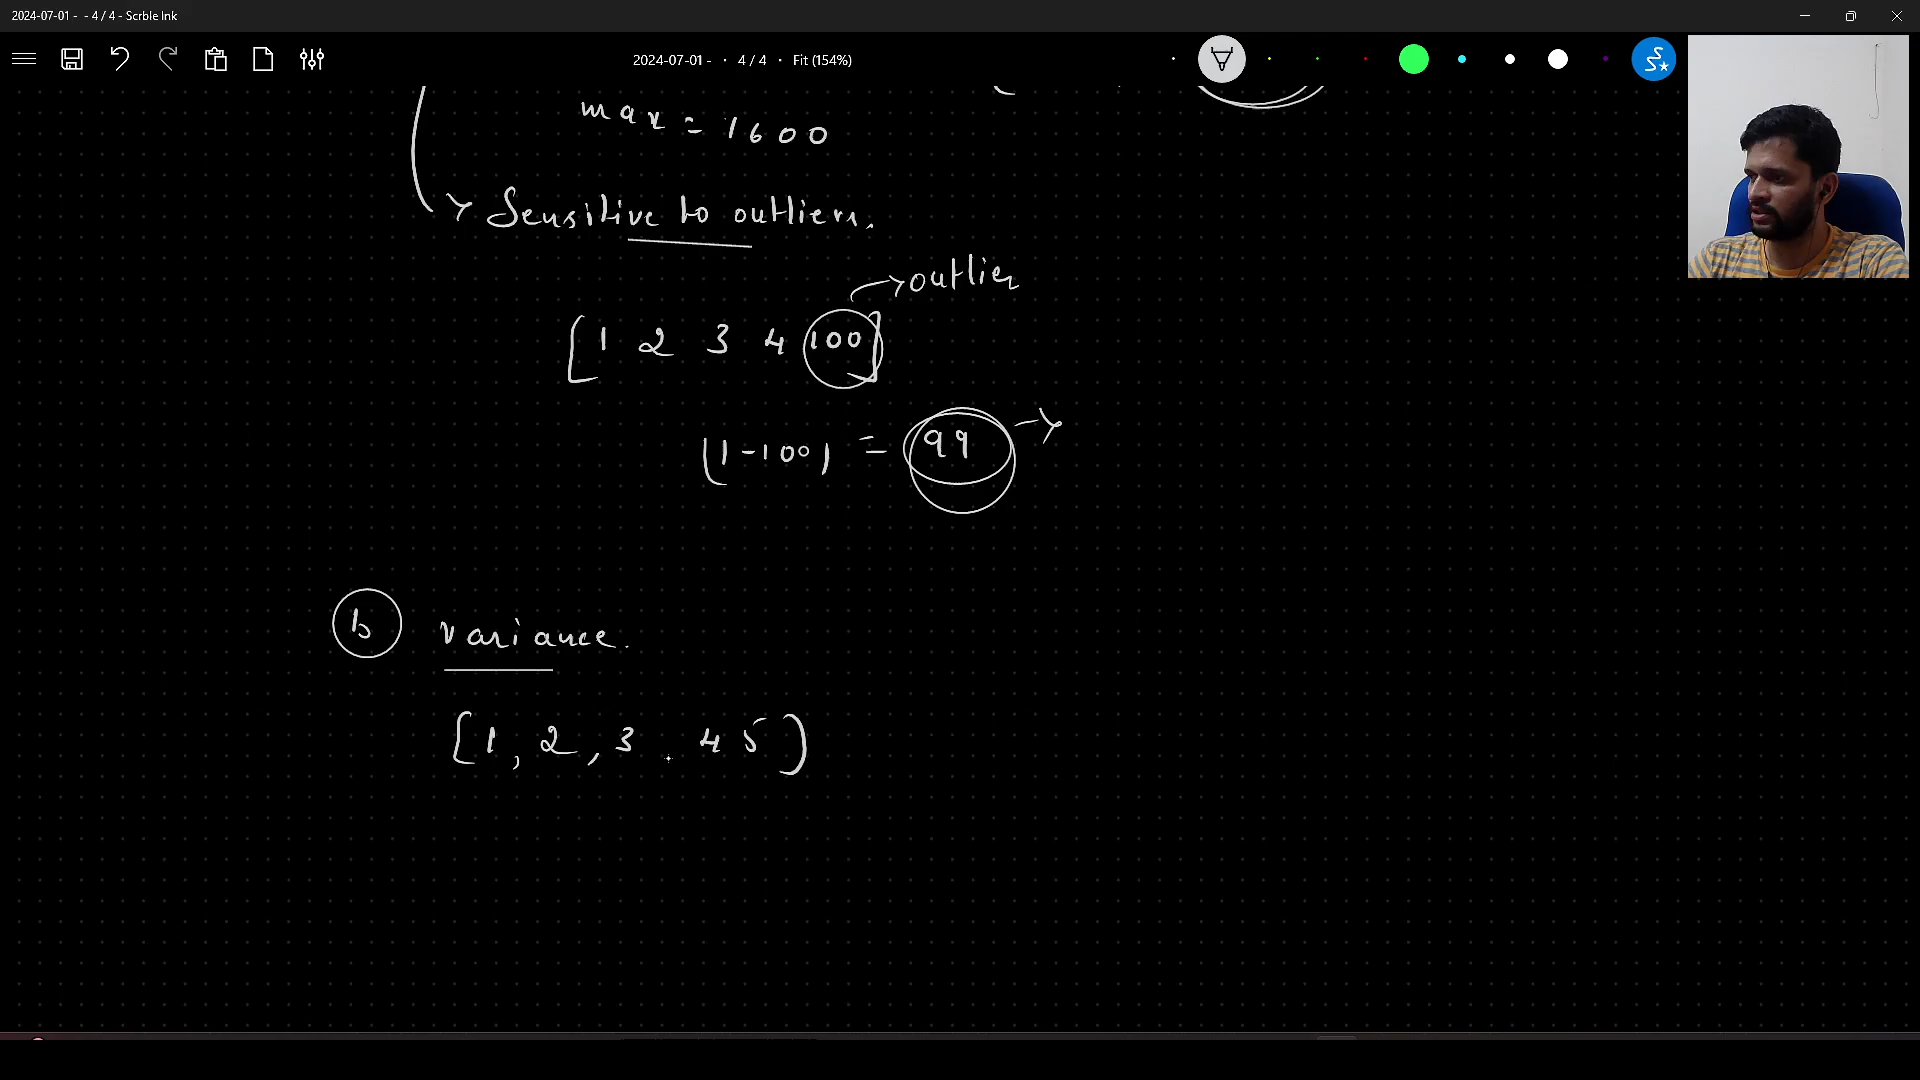 2024-07-01 - - 4 / 4 - Scrble Ink
2024-07-01 - • 4 / 4 • Fit (154%)
max = 1600
> Sensitive to outliers.
→ outlier
[1 2 3 4 100]
|1-100| = 99 →
b variance.
[1, 2, 3 . 4 5)